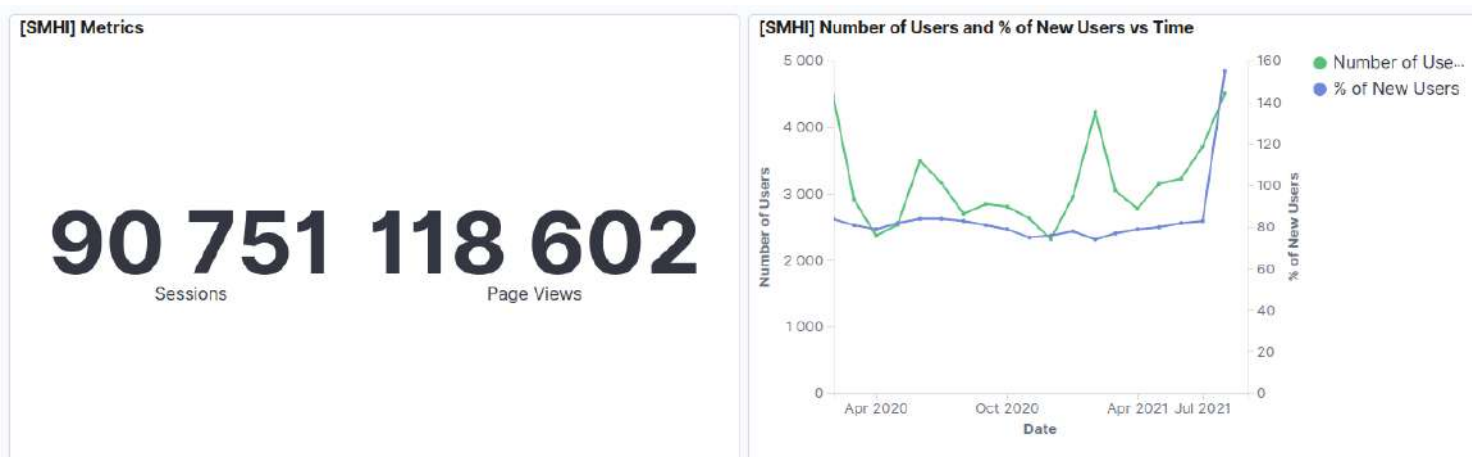 [SMHI] Metrics
90 751
Sessions
118 602
Page Views
[SMHI] Number of Users and % of New Users vs Time
5 000
4 000
3 000
2 000
1 000
0
Number of Users
160
140
120
100
80
60
40
20
0
% of New Users
Apr 2020
Oct 2020
Apr 2021
Jul 2021
Date
Number of Use...
% of New Users